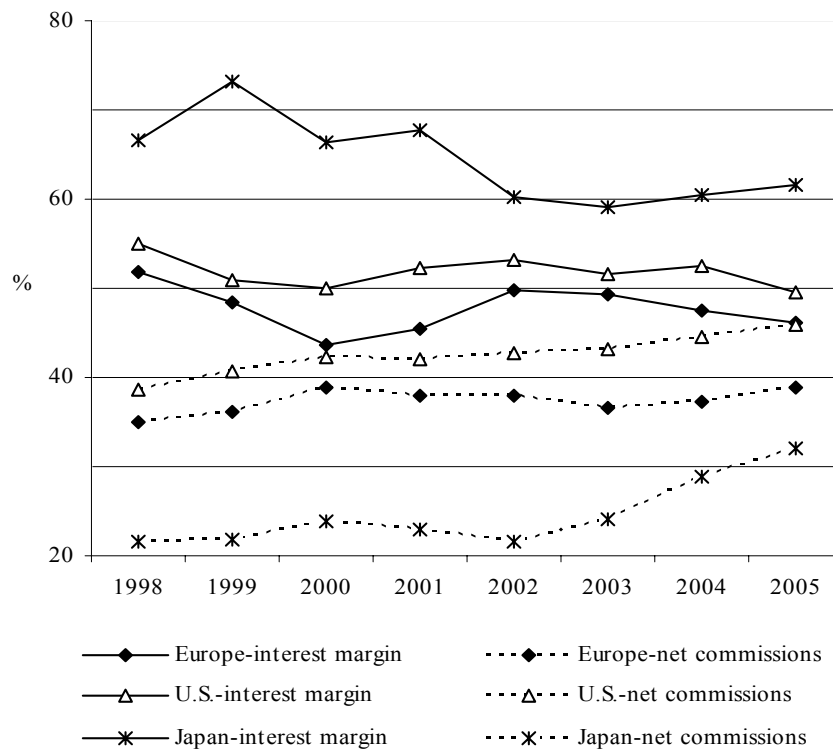 80
60
%
40
20
1998 1999 2000 2001 2002 2003 2004 2005
Europe-interest margin Europe-net commissions
U.S.-interest margin U.S.-net commissions
Japan-interest margin Japan-net commissions